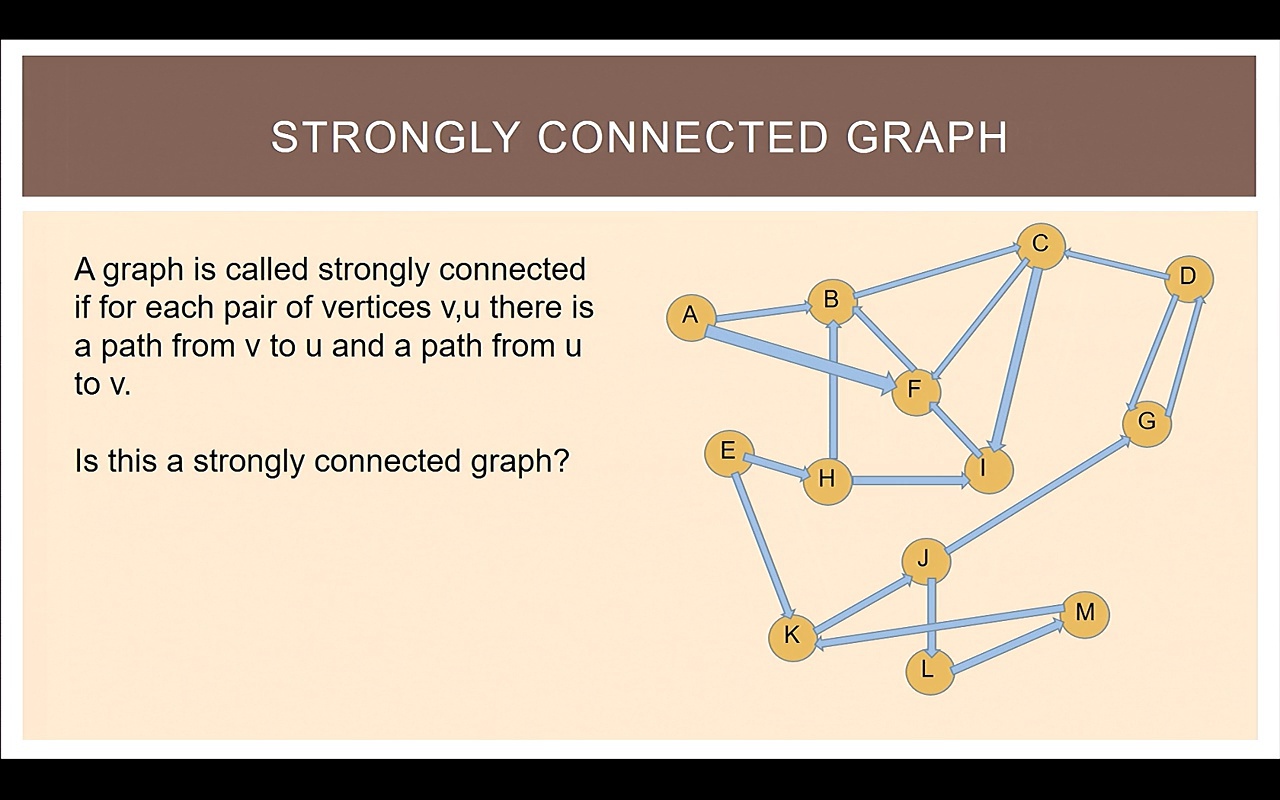 STRONGLY CONNECTED GRAPH
A graph is called strongly connected
if for each pair of vertices v,u there is
a path from v to u and a path from u
to v.
Is this a strongly connected graph?
C
D
B
A
F
G
E
I
H
J
M
K
L